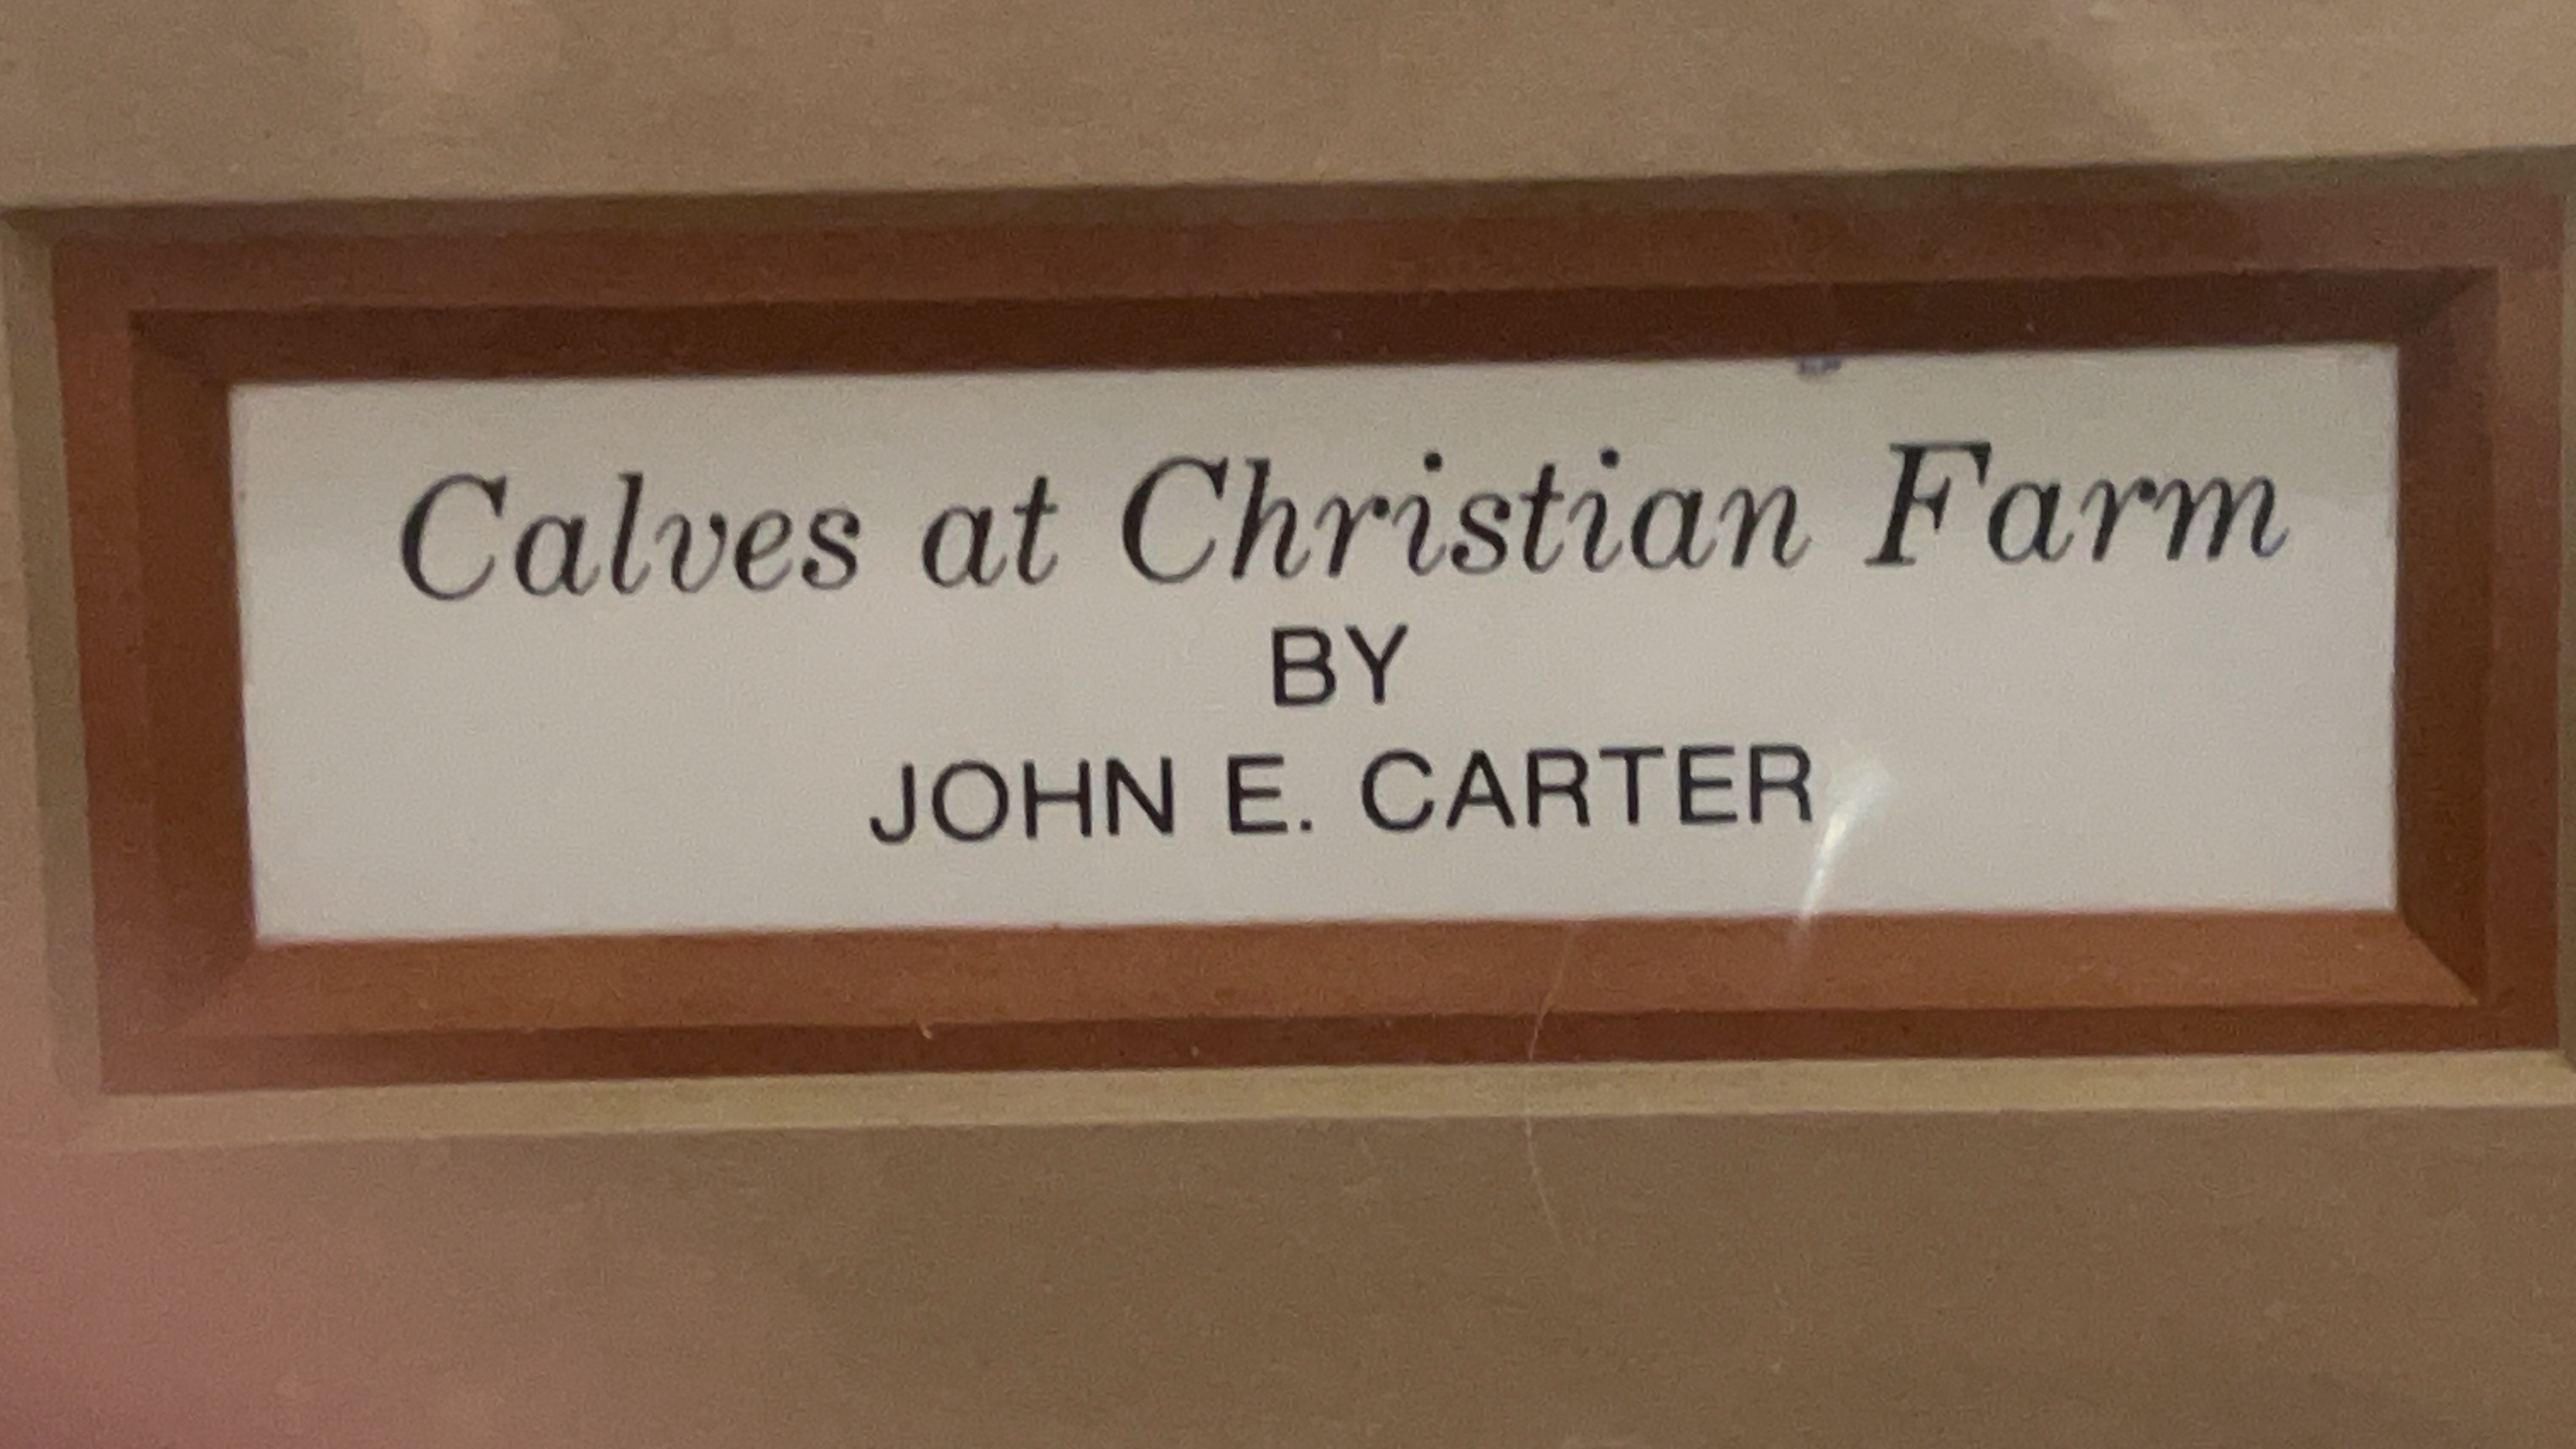 Calves at Christian Farm
BY
JOHN E. CARTER